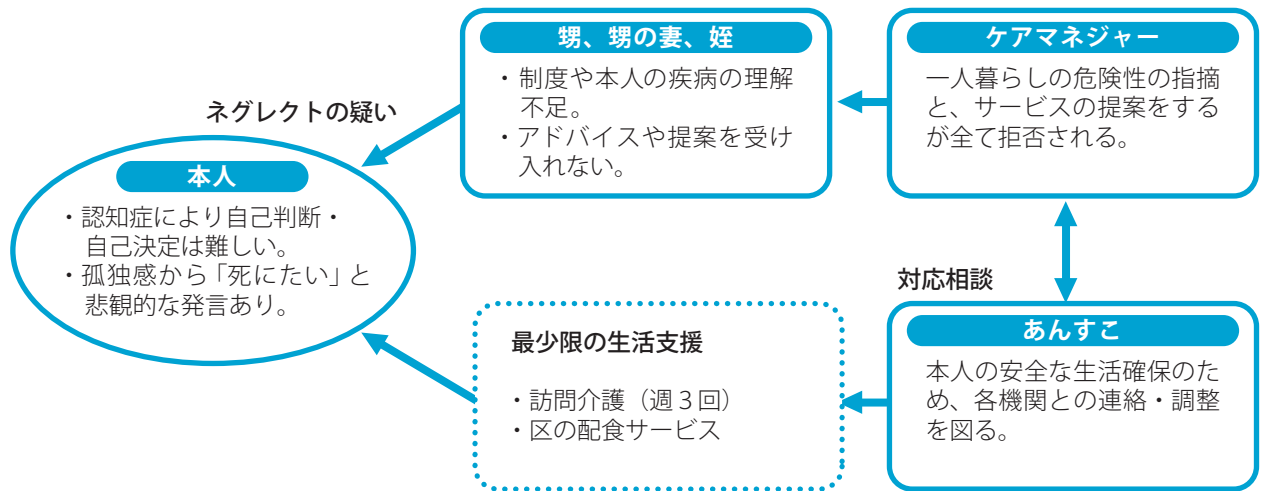 ネグレクトの疑い
本人
・認知症により自己判断・
自己決定は難しい。
・孤独感から「死にたい」と
悲観的な発言あり。
甥、甥の妻、姪
・制度や本人の疾病の理解
不足。
・アドバイスや提案を受け
入れない。
ケアマネジャー
一人暮らしの危険性の指摘
と、サービスの提案をする
が全て拒否される。
対応相談
最少限の生活支援
・訪問介護（週３回）
・区の配食サービス
あんすこ
本人の安全な生活確保のた
め、各機関との連絡・調整
を図る。